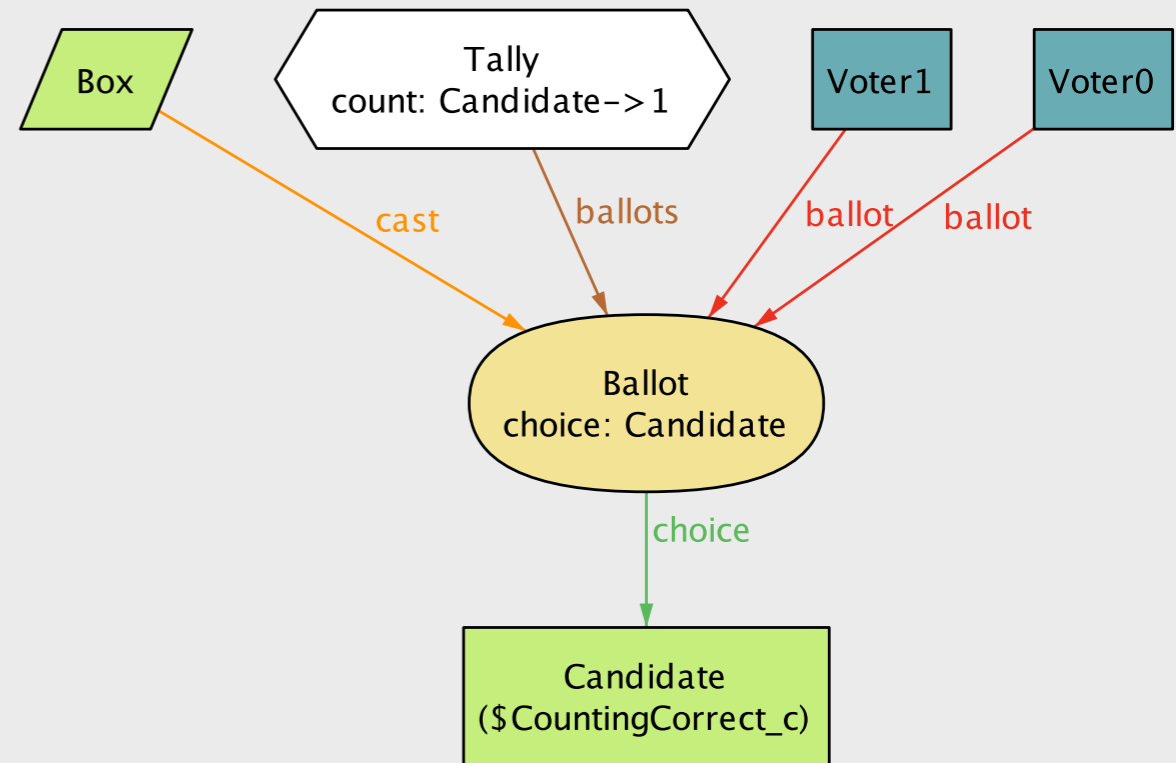 Box
Tally
count: Candidate->1
Voter1
Voter0
cast
ballots
ballot
ballot
Ballot
choice: Candidate
choice
Candidate
($CountingCorrect_c)